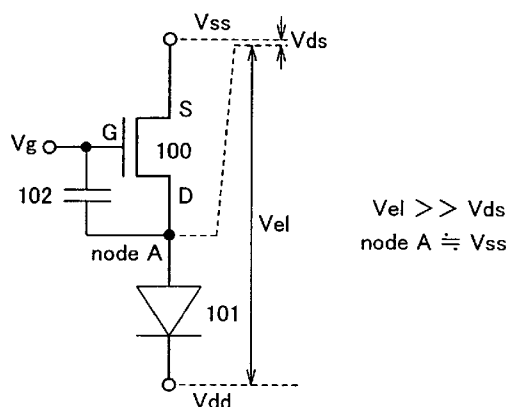 Vss
Vds
S
G
Vg
100
102
D
Vel
Vel >> Vds
node A
node A ≒ Vss
101
Vdd